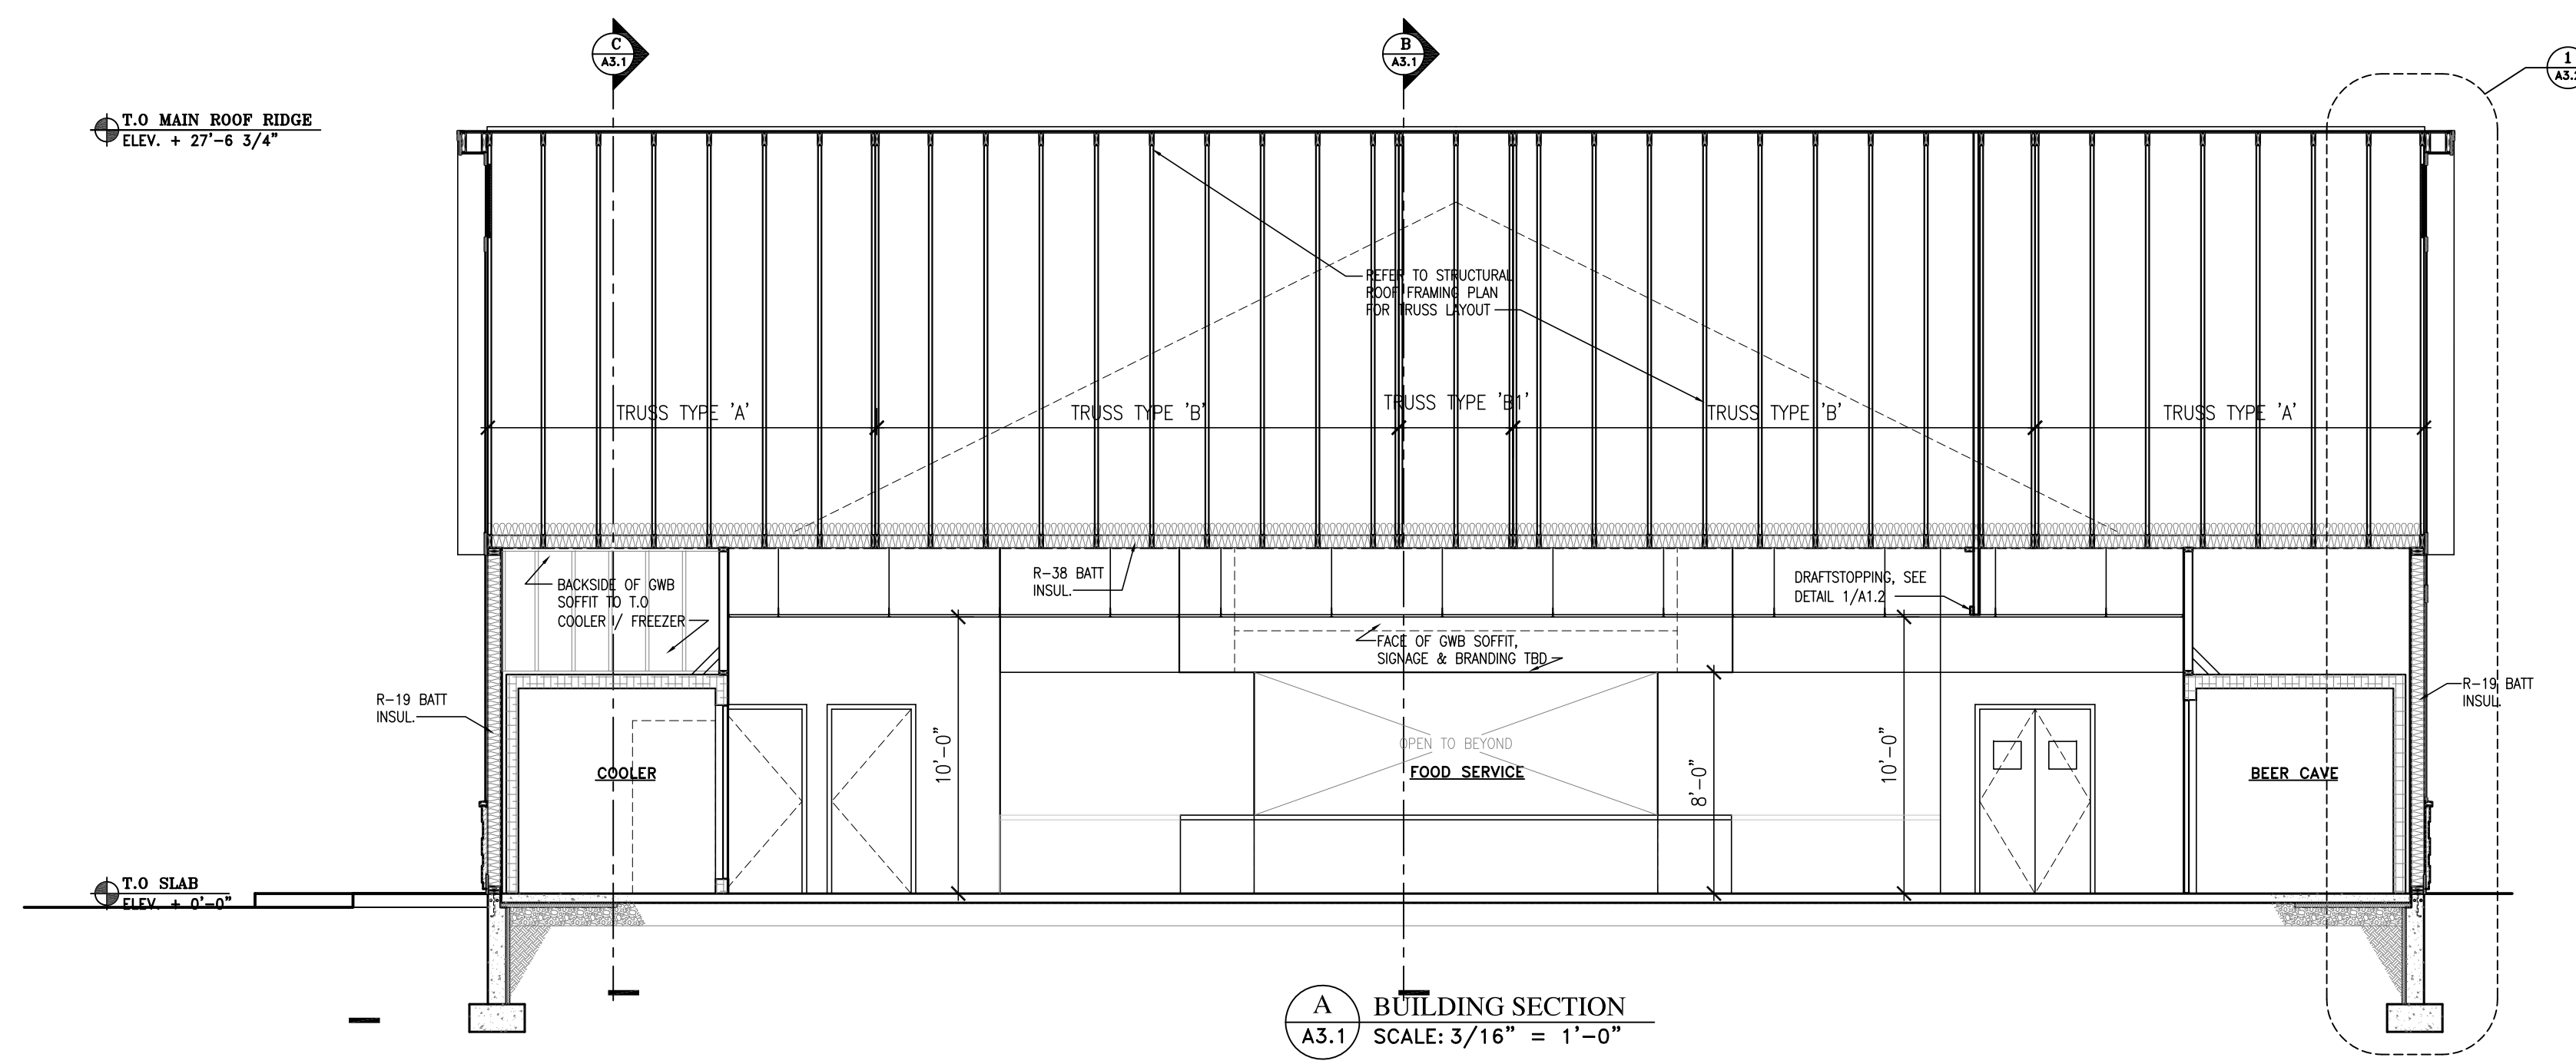 C
A3.1
B
A3.1
1
T.O MAIN ROOF RIDGE
ELEV. + 27'-6 3/4"
REFER TO STRUCTURAL
ROOF FRAMING PLAN
FOR TRUSS LAYOUT
TRUSS TYPE 'A'
TRUSS TYPE 'B'
TRUSS TYPE 'B1'
TRUSS TYPE 'B'
TRUSS TYPE 'A'
BACKSIDE OF GWB
SOFFIT TO T.O
COOLER / FREEZER
R-38 BATT
INSUL.
DRAFTSTOPPING, SEE
DETAIL 1/A1.2
FACE OF GWB SOFFIT,
SIGNAGE & BRANDING TBD
R-19 BATT
INSUL.
R-19 BATT
INSUL.
10'-0"
8'-0"
10'-0"
OPEN TO BEYOND
COOLER
FOOD SERVICE
BEER CAVE
T.O SLAB
ELEV. + 0'-0"
A
A3.1
BUILDING SECTION
SCALE: 3/16" = 1'-0"